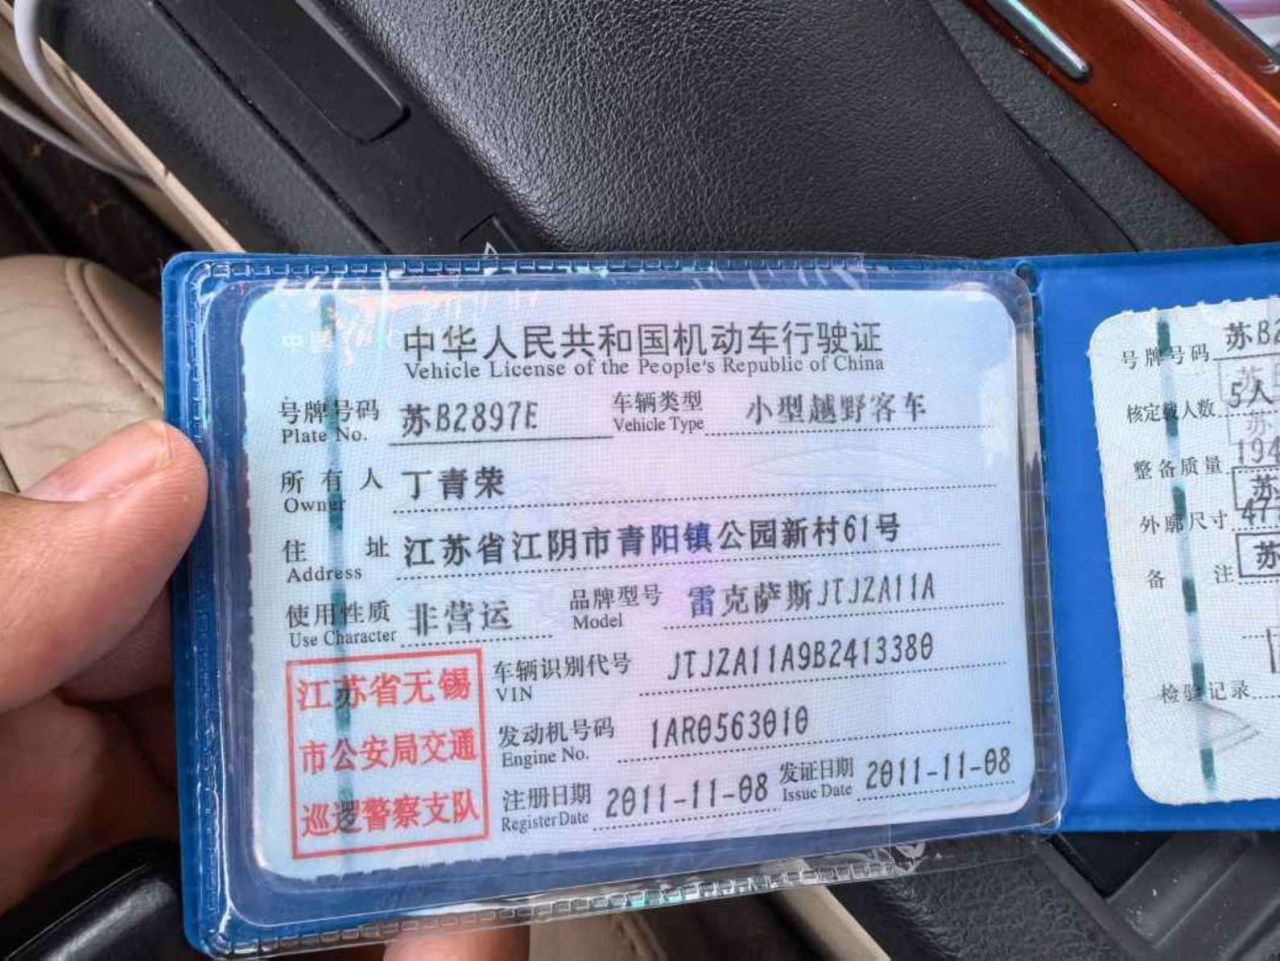 中华人民共和国机动车行驶证
Vehicle License of the People's Republic of China
号牌号码 苏B2897E 车辆类型 小型越野客车
Plate No. Vehicle Type
所有人 丁青荣
Owner
住址 江苏省江阴市青阳镇公园新村61号
Address
使用性质 非营运 品牌型号 雷克萨斯JTJZA11A
Use Character Model
江苏省无锡
市公安局交通
巡逻警察支队
车辆识别代号 JTJZA11A9B2413380
VIN
发动机号码 1AR0563010
Engine No.
注册日期 2011-11-08 发证日期 2011-11-08
Register Date Issue Date
号牌号码 苏B2
核定载人数 5人
整备质量 194
外廓尺寸 47
备注 苏
检验记录